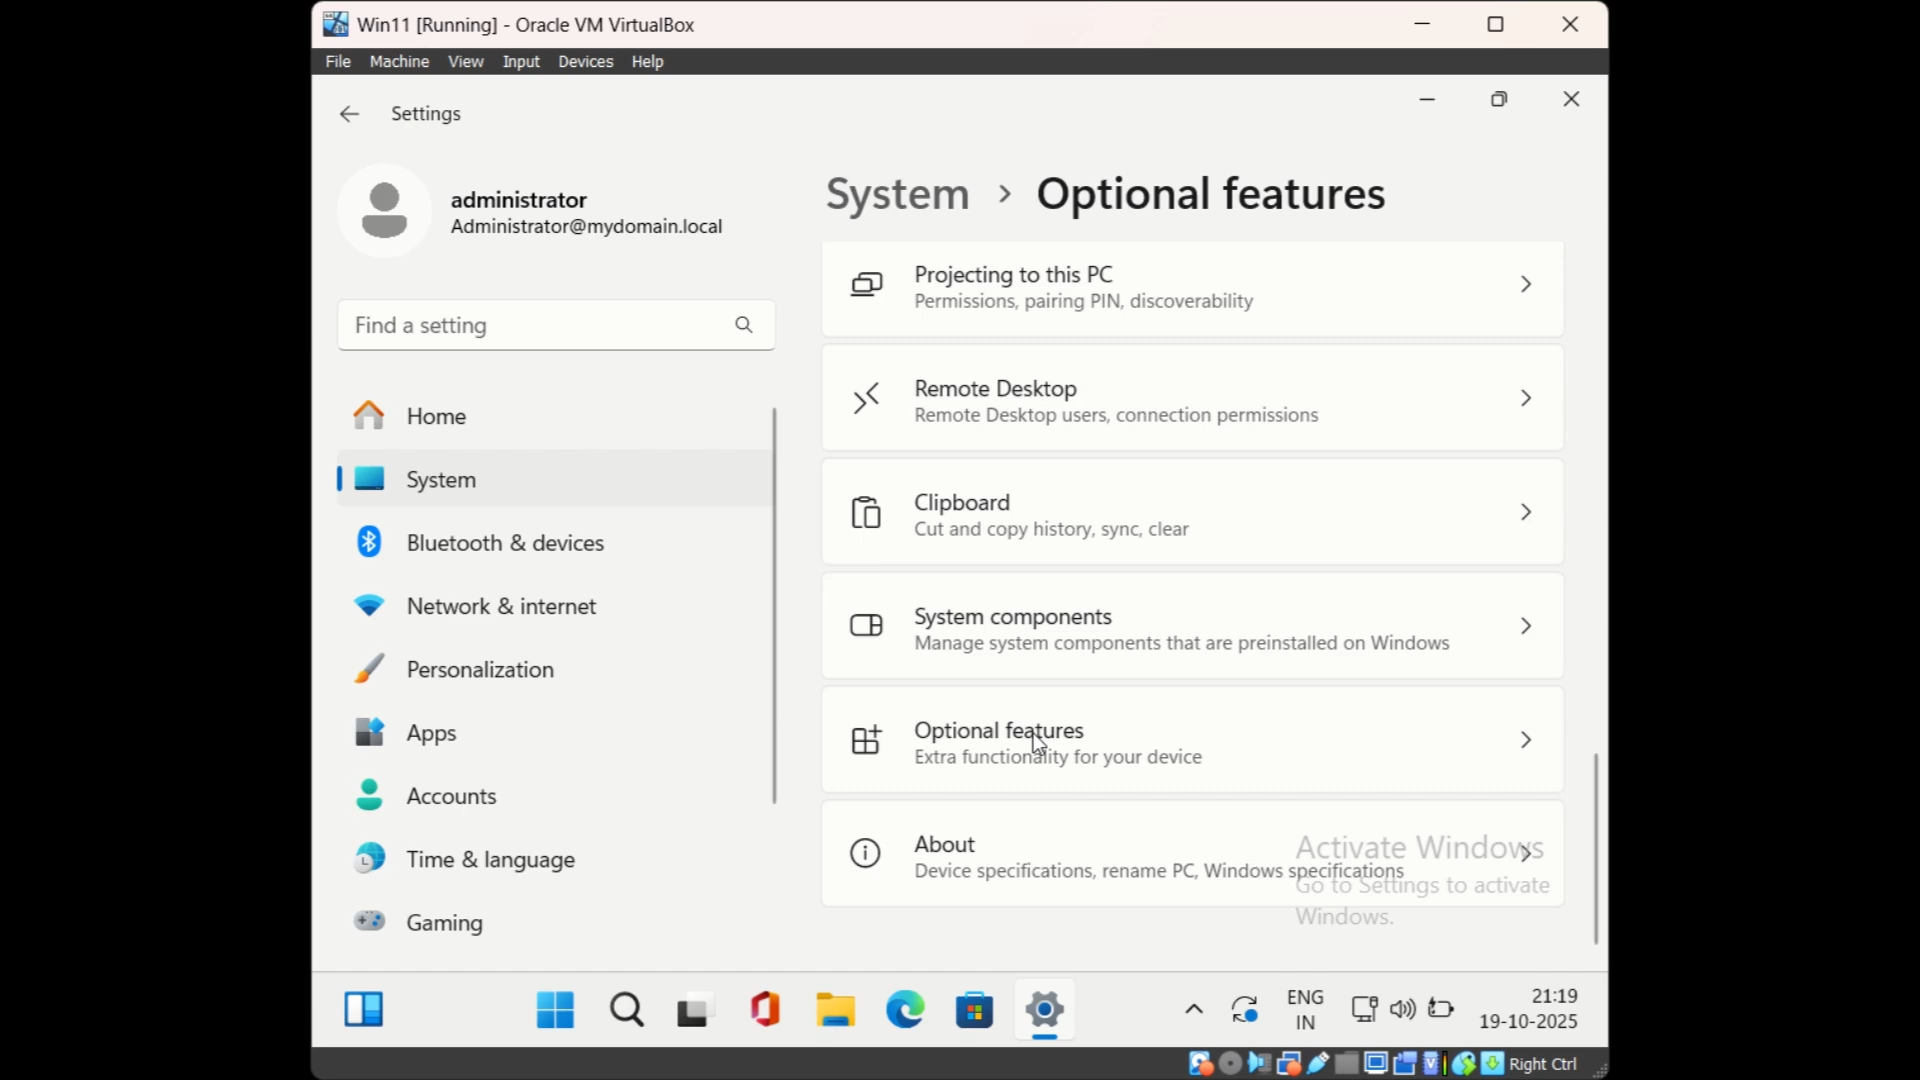 Win11 [Running] - Oracle VM VirtualBox
File Machine View Input Devices Help
Settings
administrator
Administrator@mydomain.local
Find a setting
Home
System
Bluetooth & devices
Network & internet
Personalization
Apps
Accounts
Time & language
Gaming
System > Optional features
Projecting to this PC
Permissions, pairing PIN, discoverability
Remote Desktop
Remote Desktop users, connection permissions
Clipboard
Cut and copy history, sync, clear
System components
Manage system components that are preinstalled on Windows
Optional features
Extra functionality for your device
About
Device specifications, rename PC, Windows specifications
Activate Windows
Go to Settings to activate
Windows.
ENG
IN
21:19
19-10-2025
Right Ctrl